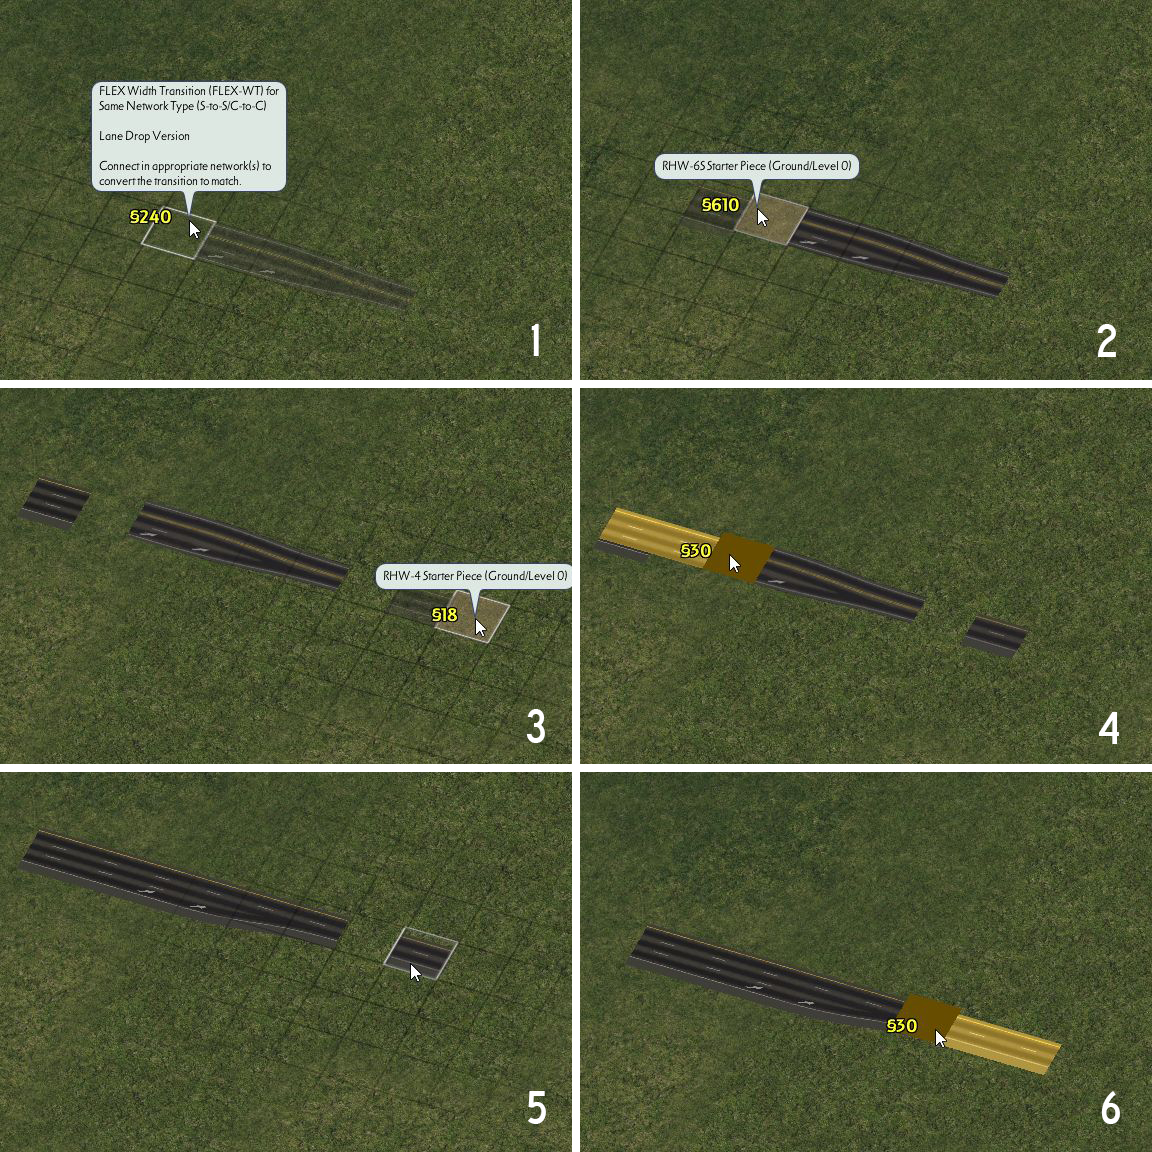 FLEX Width Transition (FLEX-WT) for
Same Network Type (S-to-S/C-to-C)
Lane Drop Version
Connect in appropriate network(s) to
convert the transition to match.
§240
1
RHW-6S Starter Piece (Ground/Level 0)
§610
2
RHW-4 Starter Piece (Ground/Level 0)
§18
3
§30
4
5
§30
6